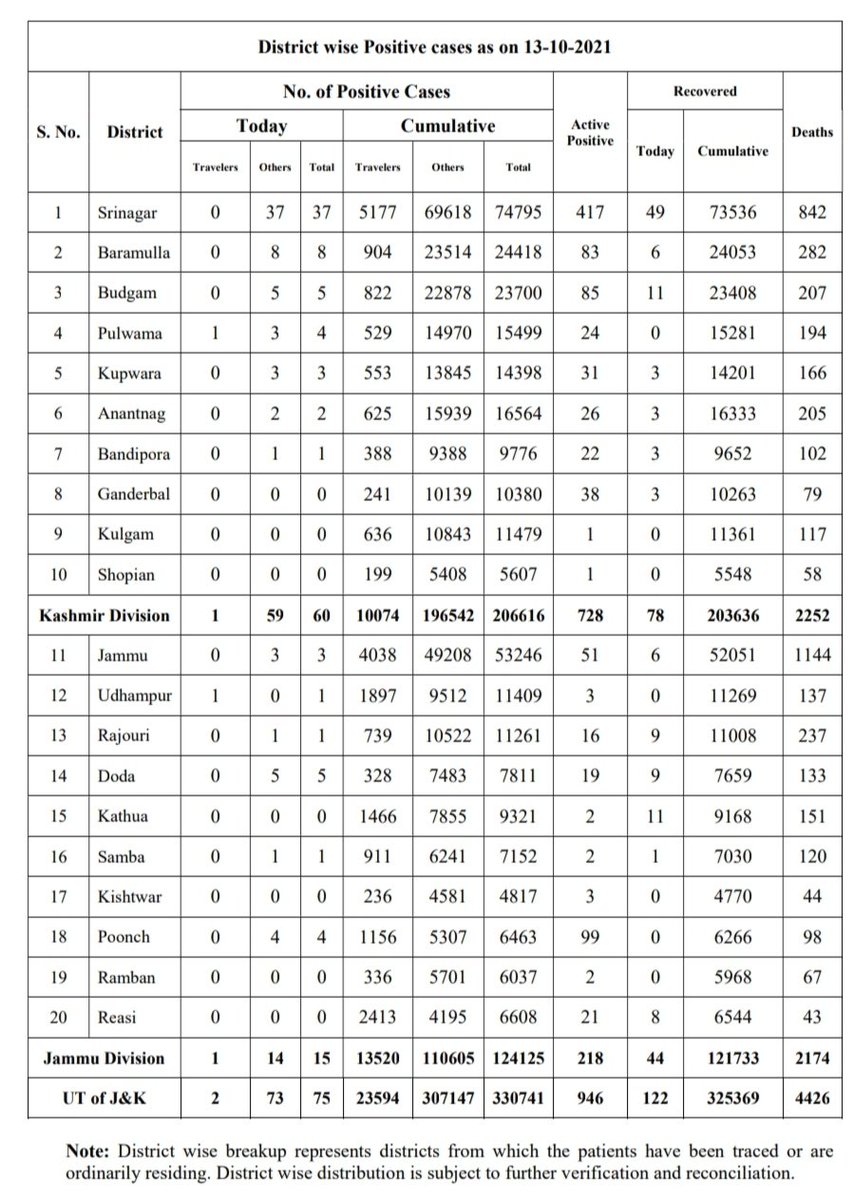 District wise Positive cases as on 13-10-2021
S. No. District No. of Positive Cases Active Positive Recovered Deaths
Today Cumulative Today Cumulative
Travelers Others Total Travelers Others Total
1 Srinagar 0 37 37 5177 69618 74795 417 49 73536 842
2 Baramulla 0 8 8 904 23514 24418 83 6 24053 282
3 Budgam 0 5 5 822 22878 23700 85 11 23408 207
4 Pulwama 1 3 4 529 14970 15499 24 0 15281 194
5 Kupwara 0 3 3 553 13845 14398 31 3 14201 166
6 Anantnag 0 2 2 625 15939 16564 26 3 16333 205
7 Bandipora 0 1 1 388 9388 9776 22 3 9652 102
8 Ganderbal 0 0 0 241 10139 10380 38 3 10263 79
9 Kulgam 0 0 0 636 10843 11479 1 0 11361 117
10 Shopian 0 0 0 199 5408 5607 1 0 5548 58
Kashmir Division 1 59 60 10074 196542 206616 728 78 203636 2252
11 Jammu 0 3 3 4038 49208 53246 51 6 52051 1144
12 Udhampur 1 0 1 1897 9512 11409 3 0 11269 137
13 Rajouri 0 1 1 739 10522 11261 16 9 11008 237
14 Doda 0 5 5 328 7483 7811 19 9 7659 133
15 Kathua 0 0 0 1466 7855 9321 2 11 9168 151
16 Samba 0 1 1 911 6241 7152 2 1 7030 120
17 Kishtwar 0 0 0 236 4581 4817 3 0 4770 44
18 Poonch 0 4 4 1156 5307 6463 99 0 6266 98
19 Ramban 0 0 0 336 5701 6037 2 0 5968 67
20 Reasi 0 0 0 2413 4195 6608 21 8 6544 43
Jammu Division 1 14 15 13520 110605 124125 218 44 121733 2174
UT of J&K 2 73 75 23594 307147 330741 946 122 325369 4426
Note: District wise breakup represents districts from which the patients have been traced or are
ordinarily residing. District wise distribution is subject to further verification and reconciliation.